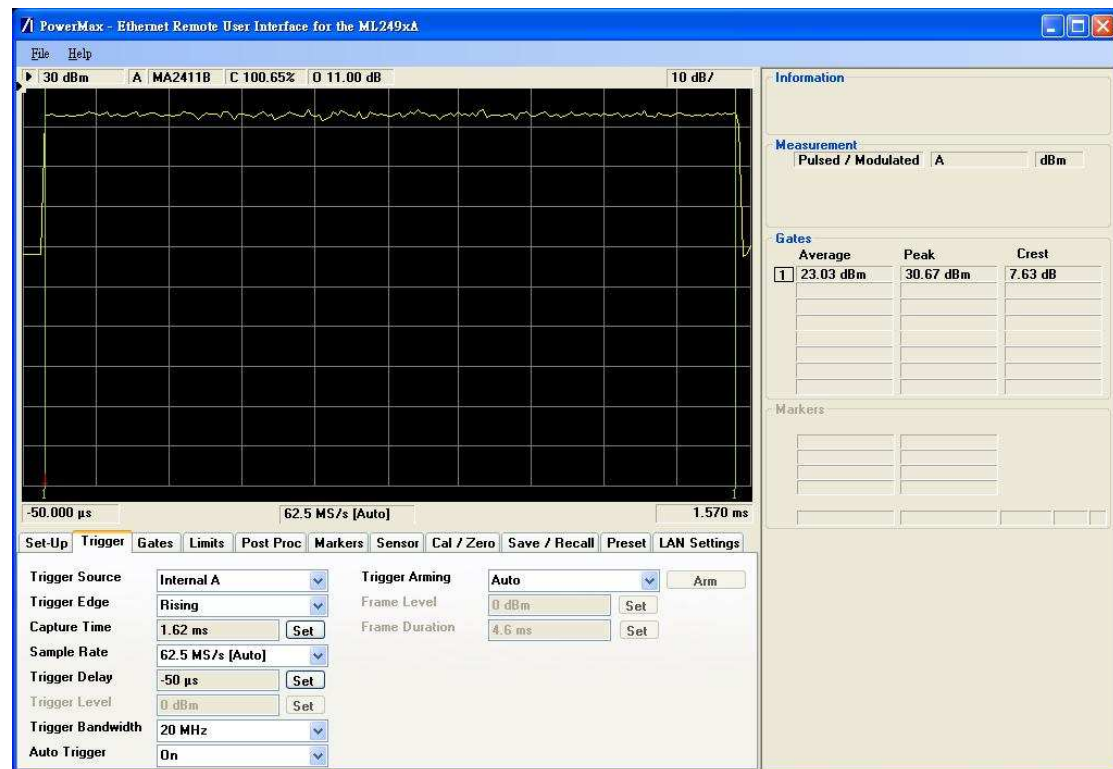 PowerMax - Ethernet Remote User Interface for the ML249xA
File Help
30 dBm A MA2411B C 100.65% O 11.00 dB 10 dB/
1 1
-50.000 µs 62.5 MS/s [Auto] 1.570 ms
Information
Measurement
Pulsed / Modulated A dBm
Gates
Average Peak Crest
1 23.03 dBm 30.67 dBm 7.63 dB
Markers
Set-Up Trigger Gates Limits Post Proc Markers Sensor Cal / Zero Save / Recall Preset LAN Settings
Trigger Source Internal A Trigger Arming Auto Arm
Trigger Edge Rising Frame Level 0 dBm Set
Capture Time 1.62 ms Set Frame Duration 4.6 ms Set
Sample Rate 62.5 MS/s [Auto]
Trigger Delay -50 µs Set
Trigger Level 0 dBm Set
Trigger Bandwidth 20 MHz
Auto Trigger On